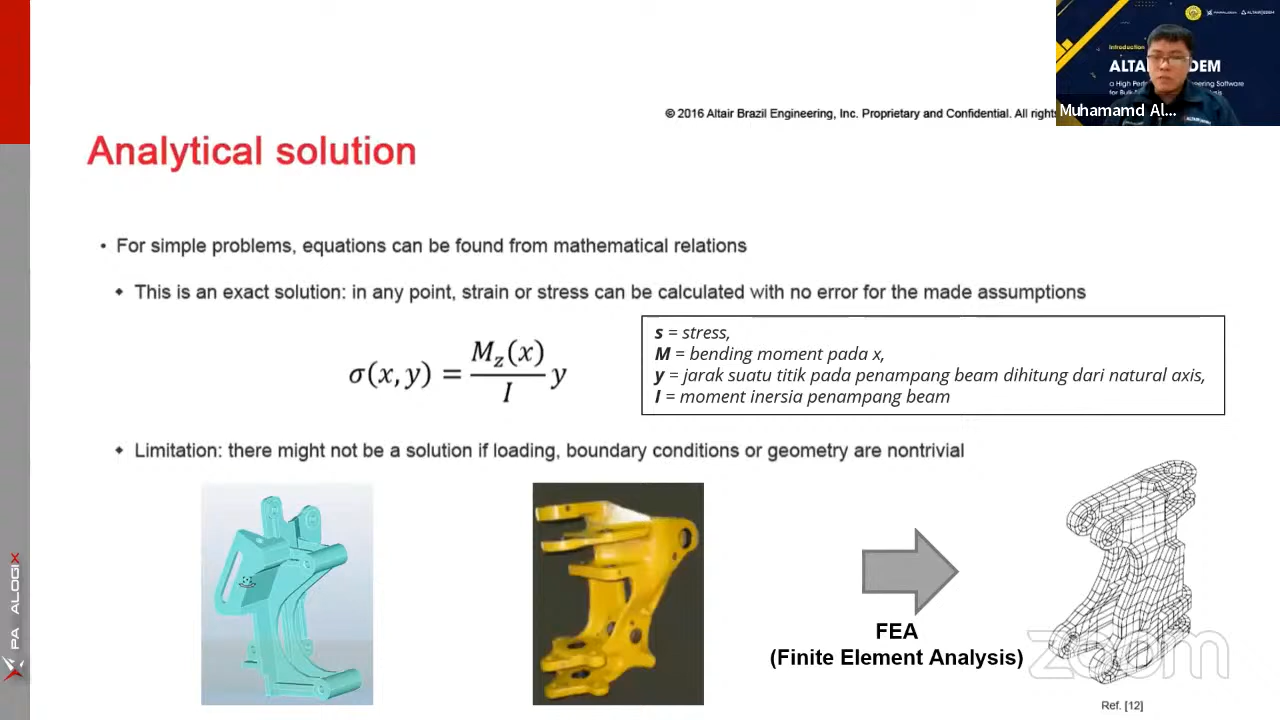 Introduction
© 2016 Altair Brazil Engineering, Inc. Proprietary and Confidential. All rights
Muhamamd Al...
Analytical solution
• For simple problems, equations can be found from mathematical relations
This is an exact solution: in any point, strain or stress can be calculated with no error for the made assumptions
σ(x, y) = M_z(x)/I y
s = stress,
M = bending moment pada x,
y = jarak suatu titik pada penampang beam dihitung dari natural axis,
I = moment inersia penampang beam
Limitation: there might not be a solution if loading, boundary conditions or geometry are nontrivial
FEA
(Finite Element Analysis)
zoom
Ref. [12]